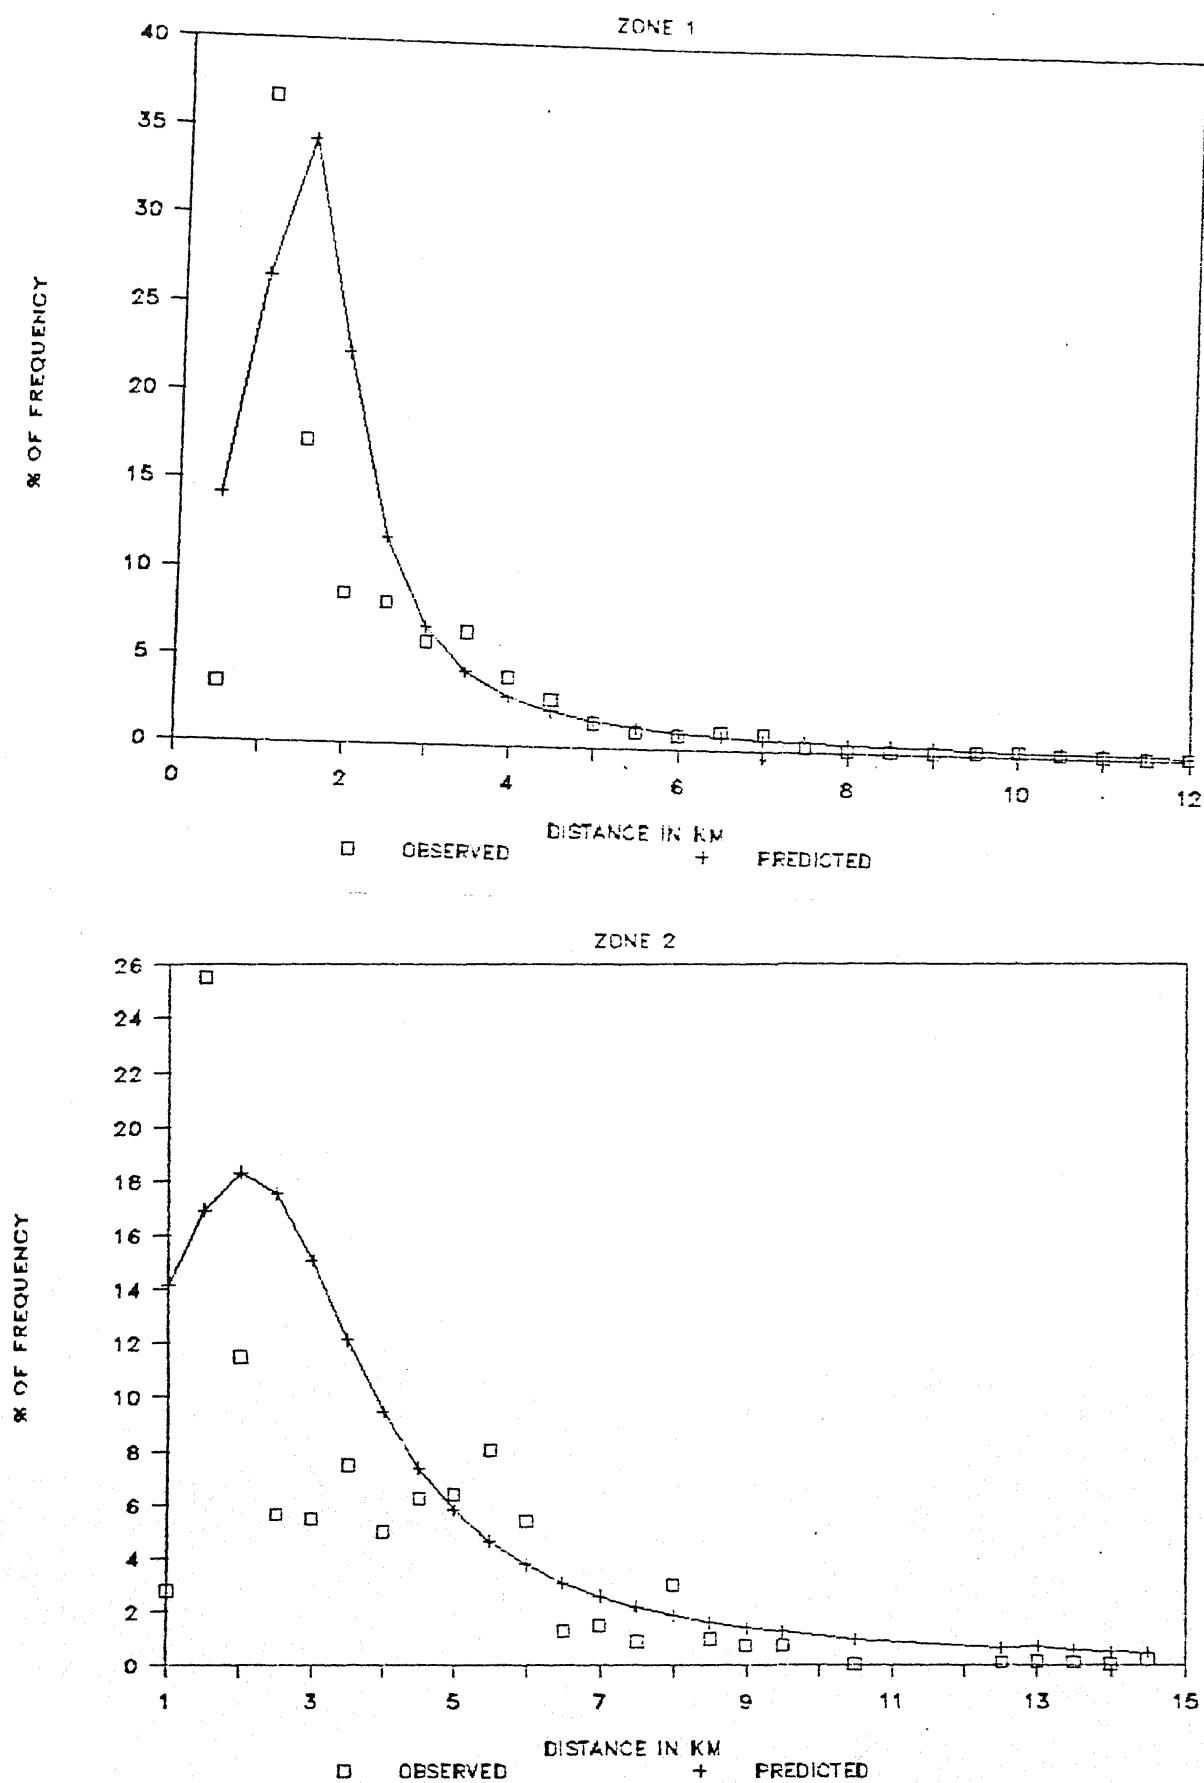 ZONE 1
40
35
30
25
20
15
10
5
0
% OF FREQUENCY
0 2 4 6 8 10 12
DISTANCE IN KM
OBSERVED PREDICTED
ZONE 2
26
24
22
20
18
16
14
12
10
8
6
4
2
0
% OF FREQUENCY
1 3 5 7 9 11 13 15
DISTANCE IN KM
OBSERVED PREDICTED